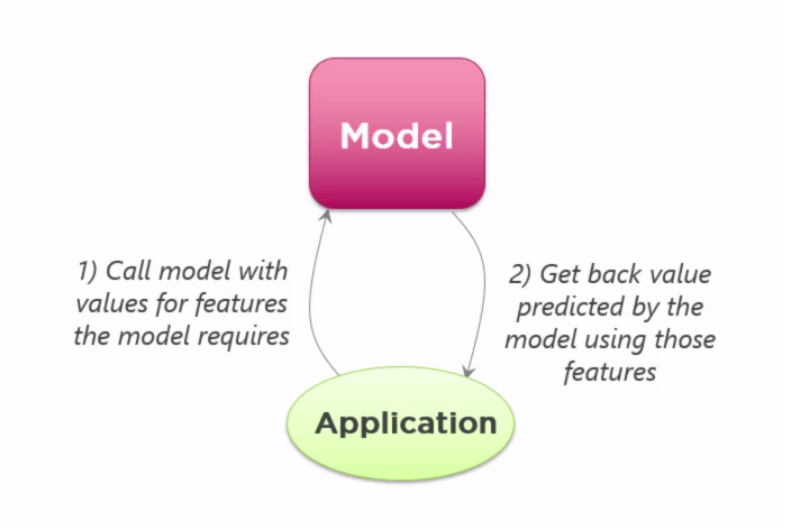 Model
1) Call model with
values for features
the model requires
2) Get back value
predicted by the
model using those
features
Application